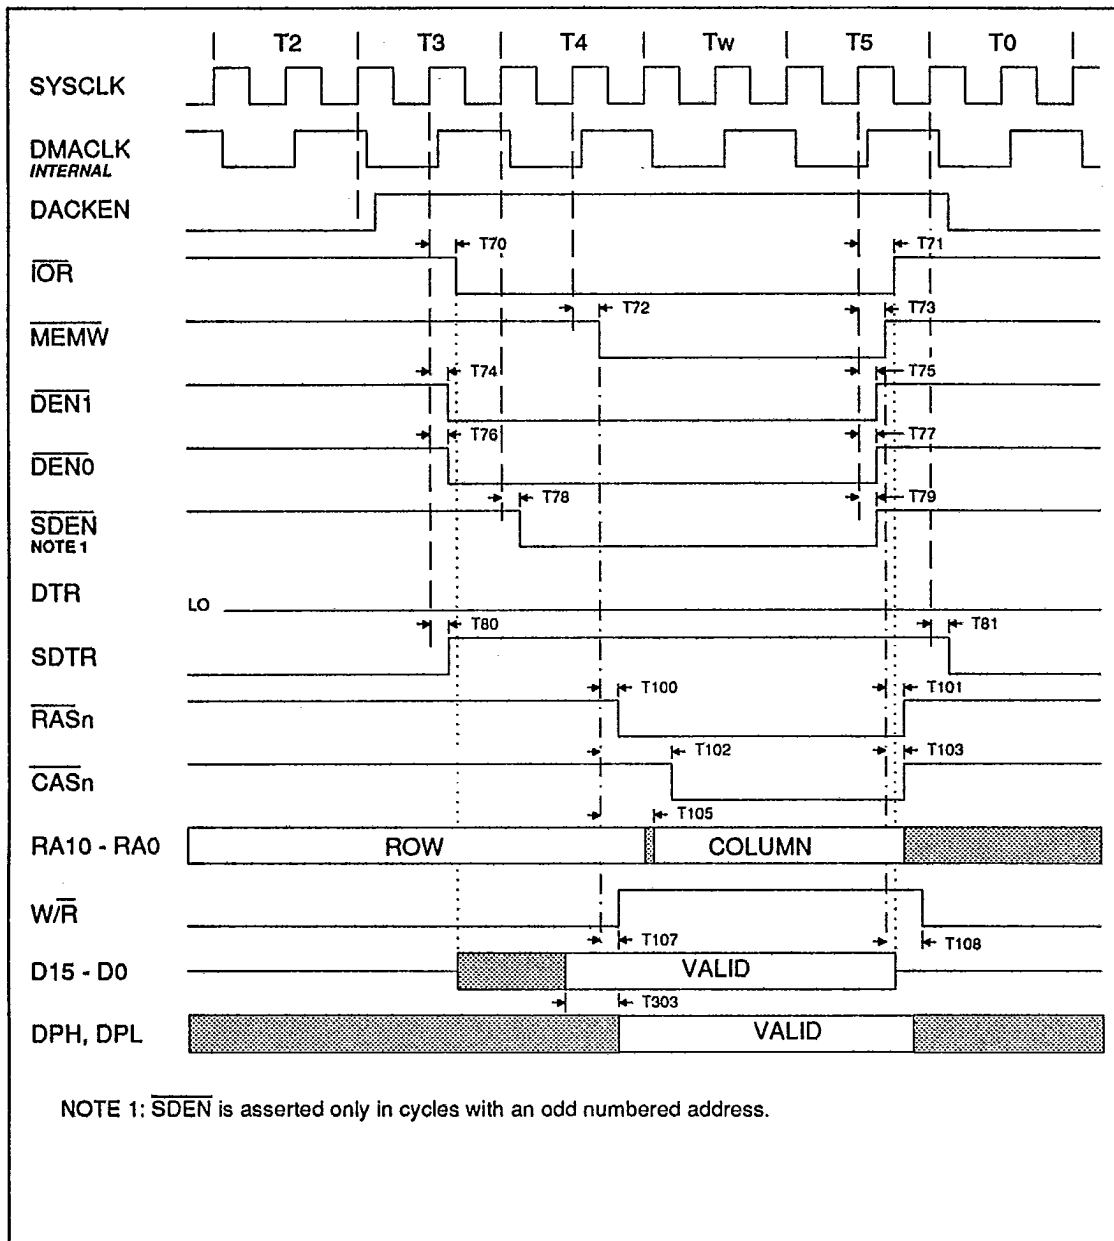 T2 T3 T4 Tw T5 T0
SYSCLK
DMACLK
INTERNAL
DACKEN
T70 T71
IOR
T72 T73
MEMW
T74 T75
DEN1
T76 T77
DEN0
T78 T79
SDEN
NOTE 1
DTR
LO
T80 T81
SDTR
T100 T101
RASn
T102 T103
CASn
T105
RA10 - RA0 ROW COLUMN
W/R
T107 T108
D15 - D0 VALID
T303
DPH, DPL VALID
NOTE 1: SDEN is asserted only in cycles with an odd numbered address.